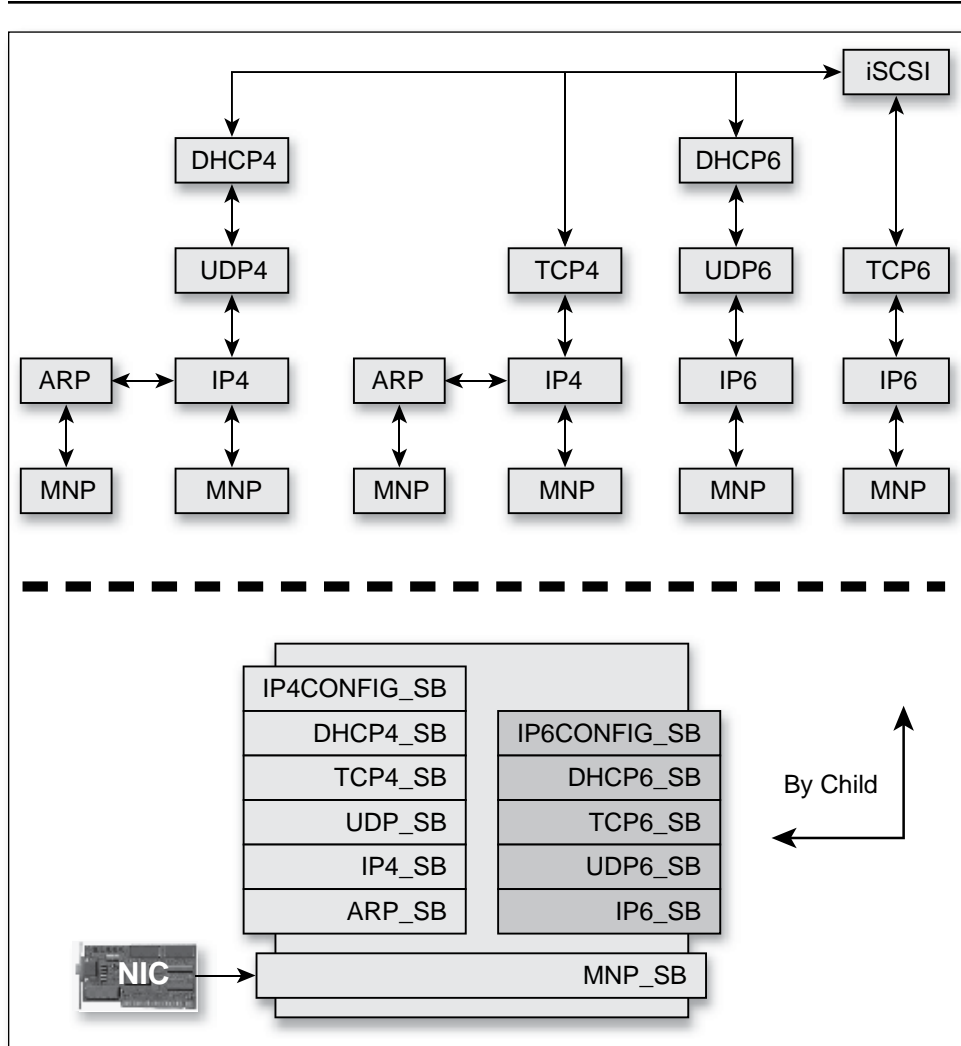 iSCSI
DHCP4
DHCP6
UDP4
TCP4
UDP6
TCP6
ARP
IP4
ARP
IP4
IP6
IP6
MNP
MNP
MNP
MNP
MNP
MNP
IP4CONFIG_SB
DHCP4_SB
TCP4_SB
UDP_SB
IP4_SB
ARP_SB
IP6CONFIG_SB
DHCP6_SB
TCP6_SB
UDP6_SB
IP6_SB
By Child
NIC
MNP_SB